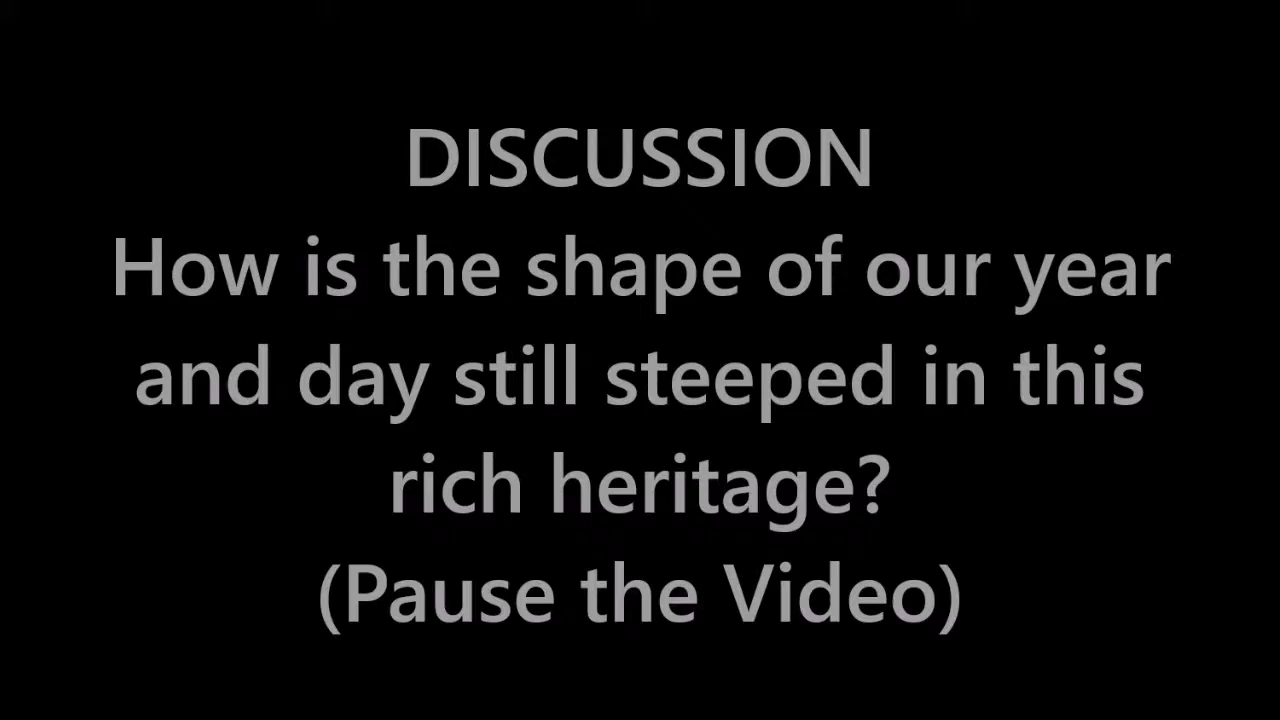 DISCUSSION
How is the shape of our year
and day still steeped in this
rich heritage?
(Pause the Video)